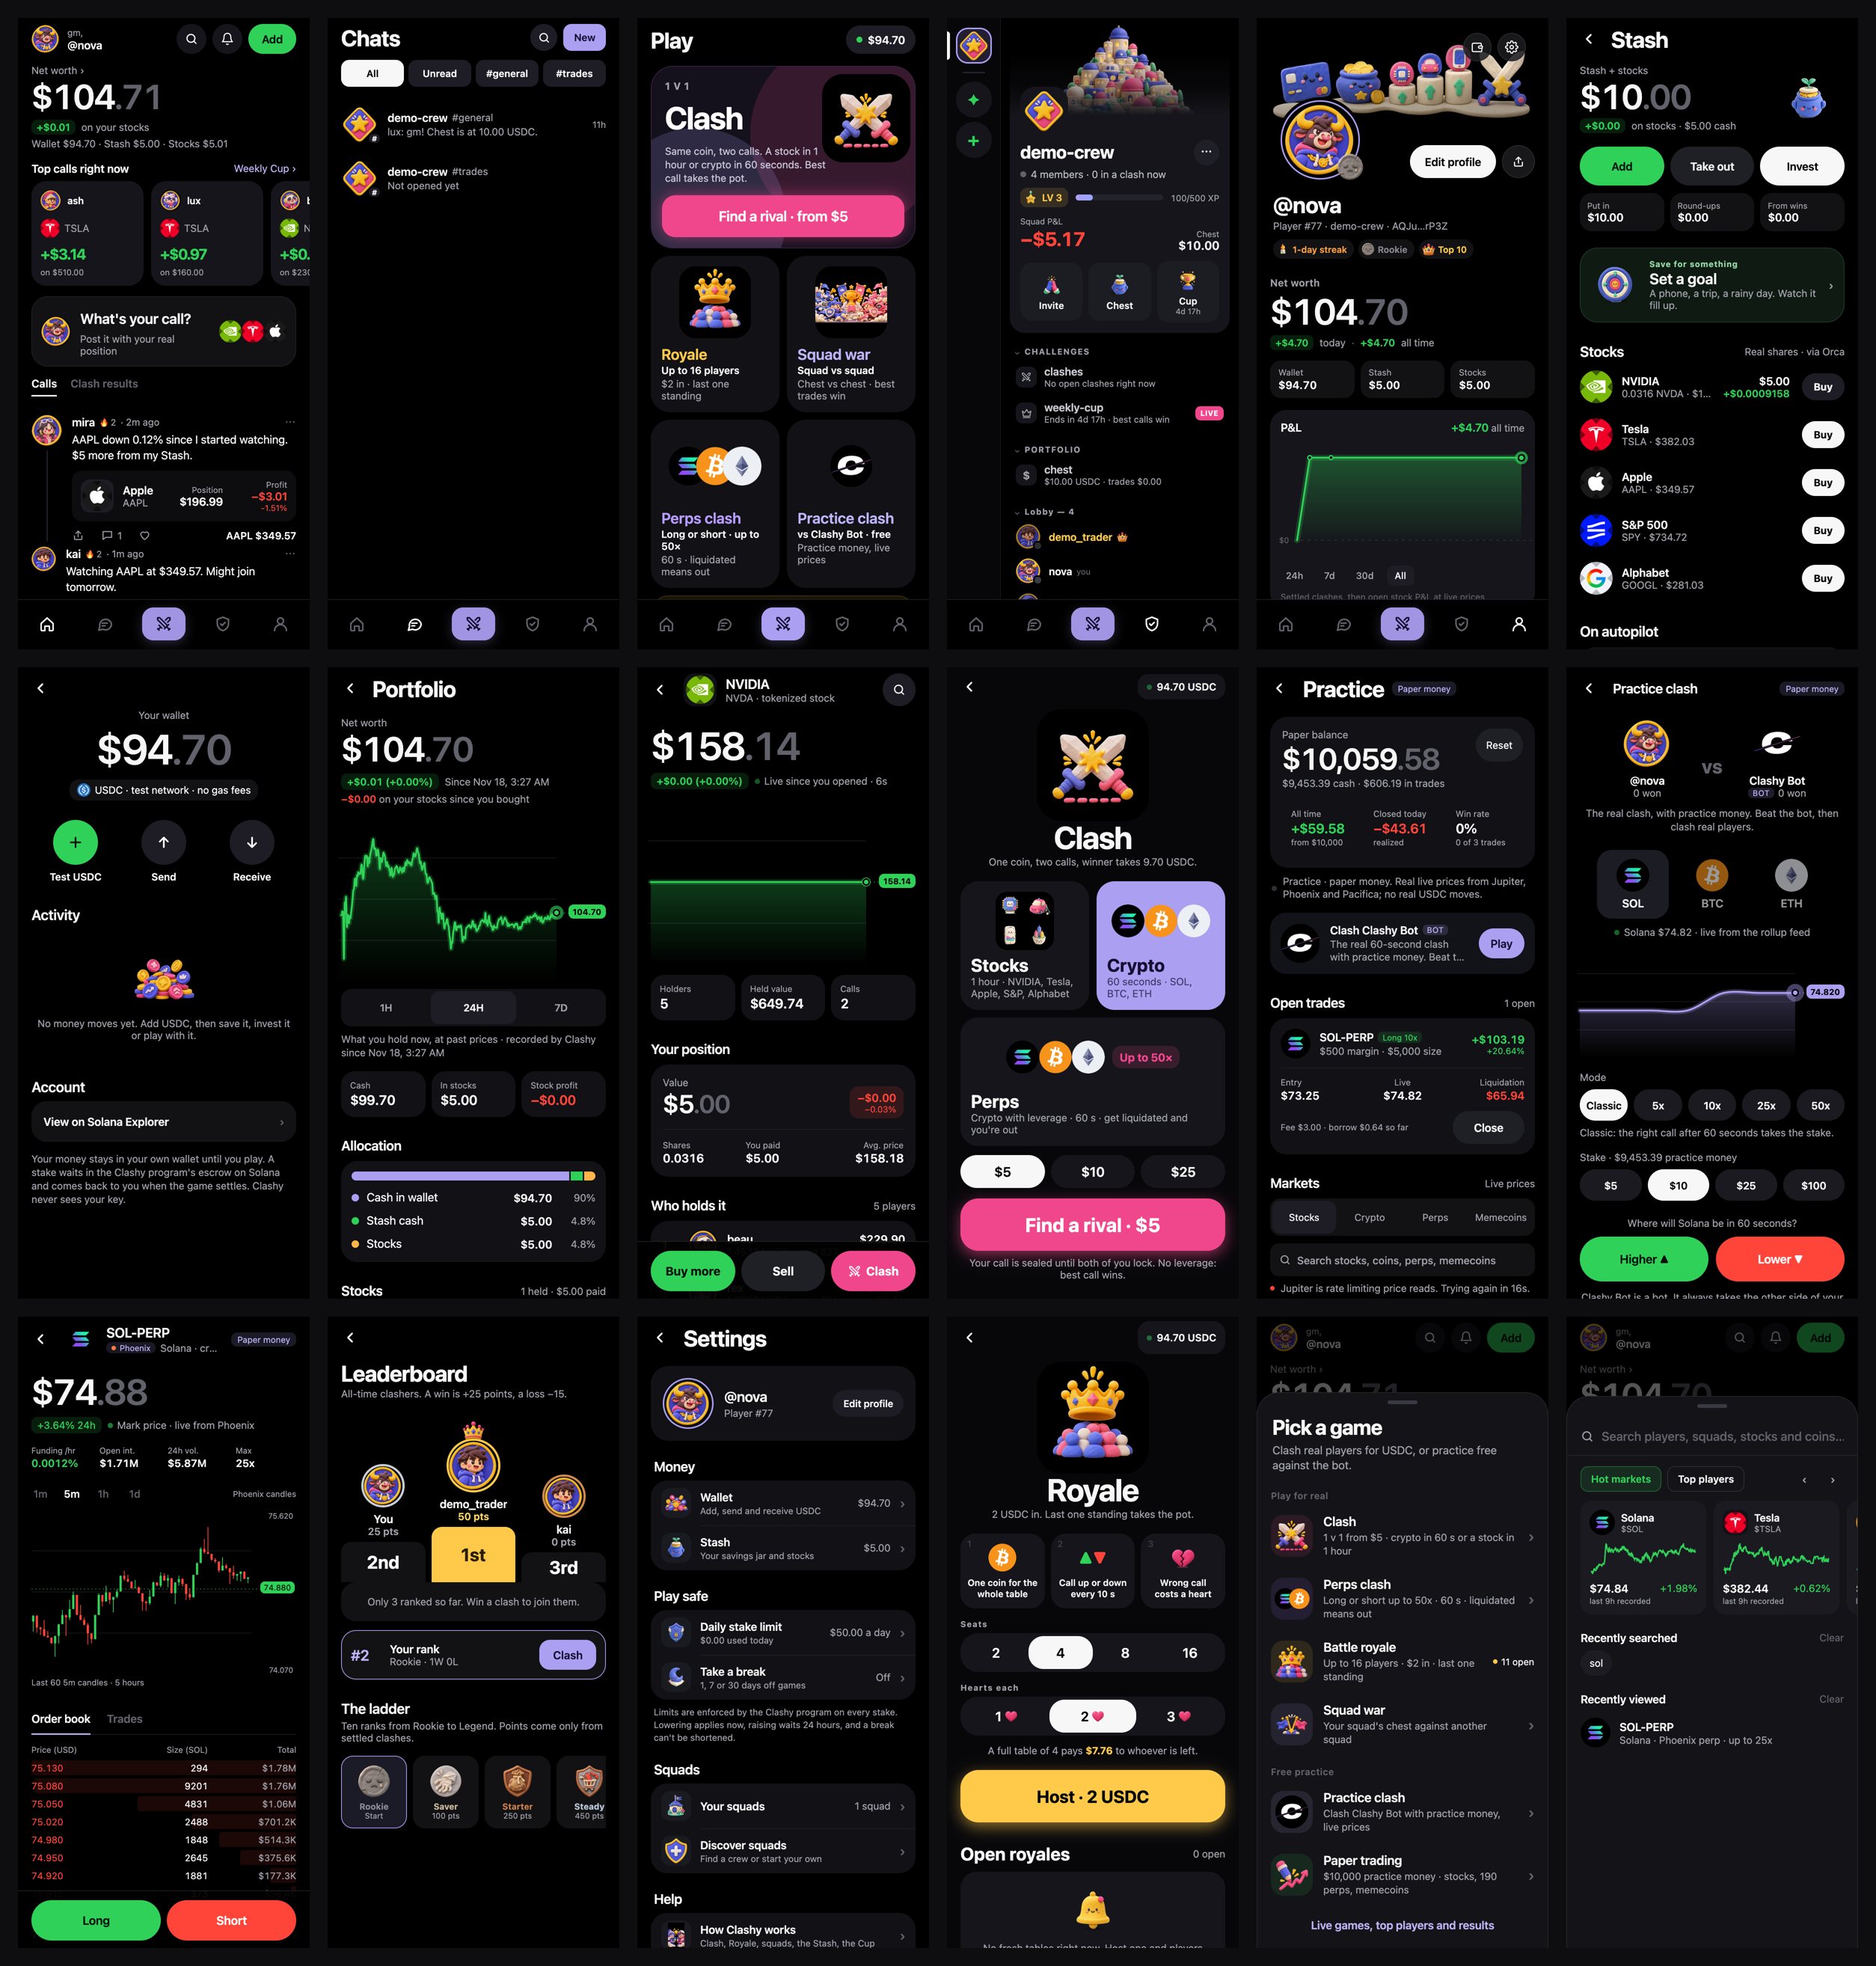 gm,
@nova
Add
Net worth ›
$104.71
+$0.01 on your stocks
Wallet $94.70 · Stash $5.00 · Stocks $5.01
Top calls right now
Weekly Cup ›
ash
TSLA
+$3.14
on $510.00
lux
TSLA
+$0.97
on $160.00
What's your call?
Post it with your real
position
Calls
Clash results
mira 2 · 2m ago
AAPL down 0.12% since I started watching.
$5 more from my Stash.
Apple
AAPL
Position
$196.99
Profit
−$3.01
-1.51%
1
AAPL $349.57
kai 2 · 1m ago
Watching AAPL at $349.57. Might join
tomorrow.
Chats
New
All
Unread
#general
#trades
demo-crew #general
lux: gm! Chest is at 10.00 USDC.
11h
demo-crew #trades
Not opened yet
Play
$94.70
1 V 1
Clash
Same coin, two calls. A stock in 1
hour or crypto in 60 seconds. Best
call takes the pot.
Find a rival · from $5
Royale
Up to 16 players
$2 in · last one
standing
Squad war
Squad vs squad
Chest vs chest · best
trades win
Perps clash
Long or short · up to
50×
60 s · liquidated
means out
Practice clash
vs Clashy Bot · free
Practice money, live
prices
demo-crew
4 members · 0 in a clash now
LV 3
100/500 XP
Squad P&L
−$5.17
Chest
$10.00
Invite
Chest
Cup
4d 17h
CHALLENGES
clashes
No open clashes right now
weekly-cup
Ends in 4d 17h · best calls win
LIVE
PORTFOLIO
chest
$10.00 USDC · trades $0.00
Lobby — 4
demo_trader
nova you
Edit profile
@nova
Player #77 · demo-crew · AQJu...rP3Z
1-day streak
Rookie
Top 10
Net worth
$104.70
+$4.70 today · +$4.70 all time
Wallet
$94.70
Stash
$5.00
Stocks
$5.00
P&L
+$4.70 all time
$0
24h
7d
30d
All
Settled clashes, then open stock P&L at live prices
Stash
Stash + stocks
$10.00
+$0.00 on stocks · $5.00 cash
Add
Take out
Invest
Put in
$10.00
Round-ups
$0.00
From wins
$0.00
Save for something
Set a goal
A phone, a trip, a rainy day. Watch it
fill up.
Stocks
Real shares · via Orca
NVIDIA
0.0316 NVDA · $1...
$5.00
+$0.0009158
Buy
Tesla
TSLA · $382.03
Buy
Apple
AAPL · $349.57
Buy
S&P 500
SPY · $734.72
Buy
Alphabet
GOOGL · $281.03
Buy
On autopilot
Your wallet
$94.70
USDC · test network · no gas fees
Test USDC
Send
Receive
Activity
No money moves yet. Add USDC, then save it, invest it
or play with it.
Account
View on Solana Explorer
Your money stays in your own wallet until you play. A
stake waits in the Clashy program's escrow on Solana
and comes back to you when the game settles. Clashy
never sees your key.
Portfolio
Net worth
$104.70
+$0.01 (+0.00%) Since Nov 18, 3:27 AM
−$0.00 on your stocks since you bought
104.70
1H
24H
7D
What you hold now, at past prices · recorded by Clashy
since Nov 18, 3:27 AM
Cash
$99.70
In stocks
$5.00
Stock profit
−$0.00
Allocation
Cash in wallet $94.70 90%
Stash cash $5.00 4.8%
Stocks $5.00 4.8%
Stocks
1 held · $5.00 paid
NVIDIA
NVDA · tokenized stock
$158.14
+$0.00 (+0.00%) Live since you opened · 6s
158.14
Holders
5
Held value
$649.74
Calls
2
Your position
Value
$5.00
−$0.00
−0.03%
Shares
0.0316
You paid
$5.00
Avg. price
$158.18
Who holds it
5 players
beau
$229.90
Buy more
Sell
Clash
94.70 USDC
Clash
One coin, two calls, winner takes 9.70 USDC.
Stocks
1 hour · NVIDIA, Tesla,
Apple, S&P, Alphabet
Crypto
60 seconds · SOL,
BTC, ETH
Up to 50×
Perps
Crypto with leverage · 60 s · get liquidated and
you're out
$5
$10
$25
Find a rival · $5
Your call is sealed until both of you lock. No leverage:
best call wins.
Practice
Paper money
Paper balance
$10,059.58
Reset
$9,453.39 cash · $606.19 in trades
All time
+$59.58
from $10,000
Closed today
−$43.61
realized
Win rate
0%
0 of 3 trades
Practice · paper money. Real live prices from Jupiter,
Phoenix and Pacifica; no real USDC moves.
Clash Clashy Bot BOT
The real 60-second clash
with practice money. Beat t...
Play
Open trades
1 open
SOL-PERP Long 10x
$500 margin · $5,000 size
+$103.19
+20.64%
Entry
$73.25
Live
$74.82
Liquidation
$65.94
Fee $3.00 · borrow $0.64 so far
Close
Markets
Live prices
Stocks
Crypto
Perps
Memecoins
Search stocks, coins, perps, memecoins
Jupiter is rate limiting price reads. Trying again in 16s.
Practice clash
Paper money
@nova
0 won
VS
Clashy Bot
BOT 0 won
The real clash, with practice money. Beat the bot, then
clash real players.
SOL
BTC
ETH
Solana $74.82 · live from the rollup feed
74.820
Mode
Classic
5x
10x
25x
50x
Classic: the right call after 60 seconds takes the stake.
Stake · $9,453.39 practice money
$5
$10
$25
$100
Where will Solana be in 60 seconds?
Higher ▲
Lower ▼
Clashy Bot is a bot. It always takes the other side of your
SOL-PERP
Phoenix Solana · cr...
Paper money
$74.88
+3.64% 24h Mark price · live from Phoenix
Funding /hr
0.0012%
Open int.
$1.71M
24h vol.
$5.87M
Max
25x
1m
5m
1h
1d
Phoenix candles
75.620
74.880
74.070
Last 60 5m candles · 5 hours
Order book
Trades
Price (USD) Size (SOL) Total
75.130 294 $1.78M
75.080 9201 $1.76M
75.050 4831 $1.06M
75.020 2488 $701.2K
74.980 1848 $514.3K
74.950 2645 $375.6K
74.920 1881 $177.3K
Long
Short
Leaderboard
All-time clashers. A win is +25 points, a loss −15.
You
25 pts
2nd
demo_trader
50 pts
1st
kai
0 pts
3rd
Only 3 ranked so far. Win a clash to join them.
#2
Your rank
Rookie · 1W 0L
Clash
The ladder
Ten ranks from Rookie to Legend. Points come only from
settled clashes.
Rookie
Start
Saver
100 pts
Starter
250 pts
Steady
450 pts
Settings
@nova
Player #77
Edit profile
Money
Wallet
Add, send and receive USDC
$94.70
Stash
Your savings jar and stocks
$5.00
Play safe
Daily stake limit
$0.00 used today
$50.00 a day
Take a break
1, 7 or 30 days off games
Off
Limits are enforced by the Clashy program on every stake.
Lowering applies now, raising waits 24 hours, and a break
can't be shortened.
Squads
Your squads
1 squad
Discover squads
Find a crew or start your own
Help
How Clashy works
Clash, Royale, squads, the Stash, the Cup
94.70 USDC
Royale
2 USDC in. Last one standing takes the pot.
1
One coin for the
whole table
2
Call up or down
every 10 s
3
Wrong call
costs a heart
Seats
2
4
8
16
Hearts each
1
2
3
A full table of 4 pays $7.76 to whoever is left.
Host · 2 USDC
Open royales
0 open
No fresh tables right now. Host one and players
gm,
@nova
Add
Net worth ›
$104.71
Pick a game
Clash real players for USDC, or practice free
against the bot.
Play for real
Clash
1 v 1 from $5 · crypto in 60 s or a stock in
1 hour
Perps clash
Long or short up to 50x · 60 s · liquidated
means out
Battle royale
Up to 16 players · $2 in · last one
standing
11 open
Squad war
Your squad's chest against another
squad
Free practice
Practice clash
Clash Clashy Bot with practice money,
live prices
Paper trading
$10,000 practice money · stocks, 190
perps, memecoins
Live games, top players and results
gm,
@nova
Add
Net worth ›
$104.70
Search players, squads, stocks and coins...
Hot markets
Top players
Solana
$SOL
$74.84 +1.98%
last 9h recorded
Tesla
$TSLA
$382.44 +0.62%
last 9h recorded
Recently searched
Clear
sol
Recently viewed
Clear
SOL-PERP
Solana · Phoenix perp · up to 25x